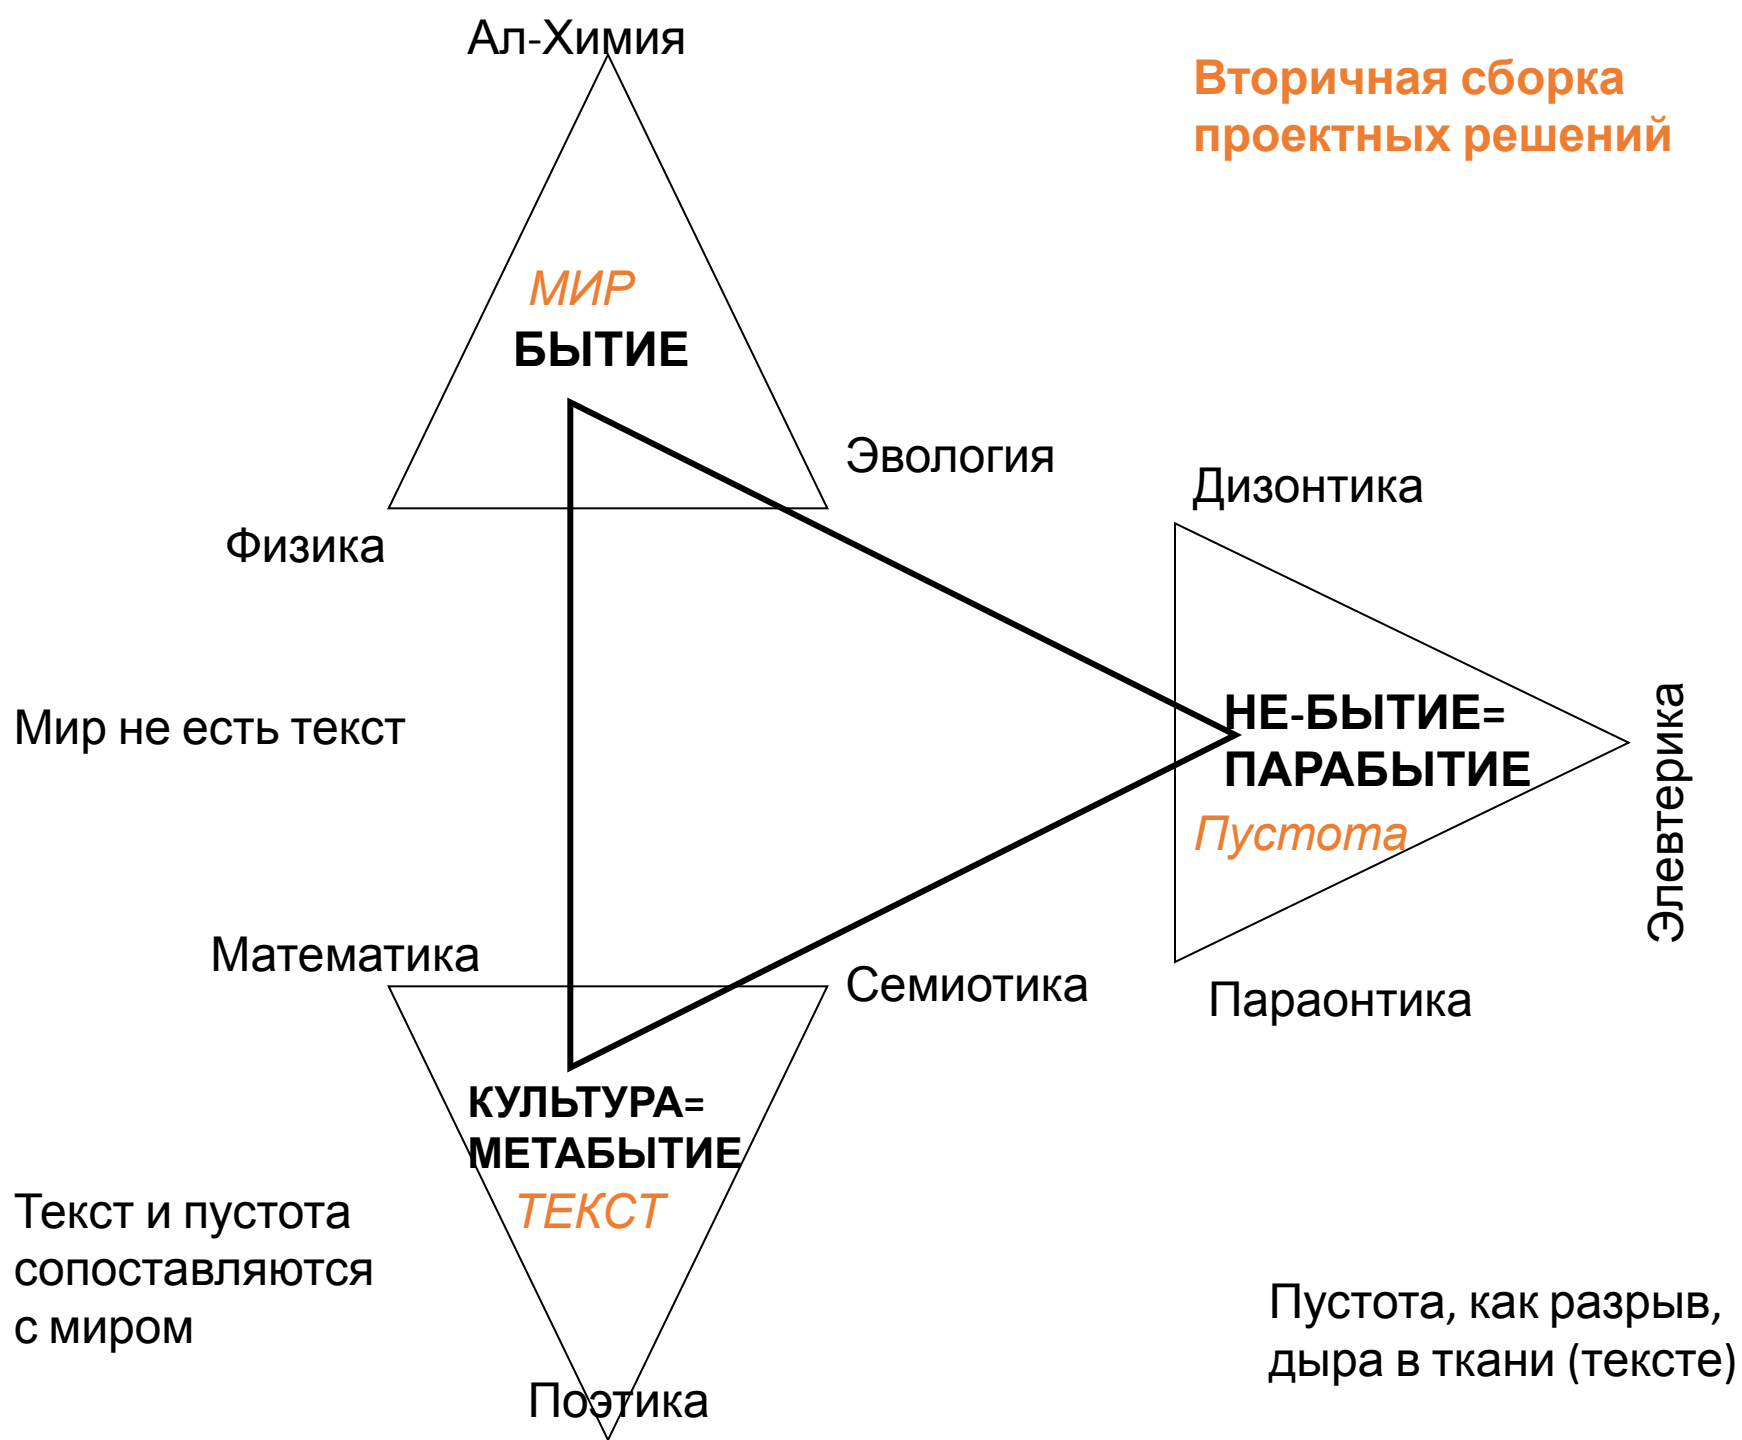 Ал-Химия
Вторичная сборка
проектных решений
МИР
БЫТИЕ
Эвология
Физика
Дизонтика
Мир не есть текст
НЕ-БЫТИЕ=
ПАРАБЫТИЕ
Пустота
Элевтерика
Математика
Семиотика
Параонтика
КУЛЬТУРА=
МЕТАБЫТИЕ
ТЕКСТ
Текст и пустота
сопоставляются
с миром
Пустота, как разрыв,
дыра в ткани (тексте)
Поэтика